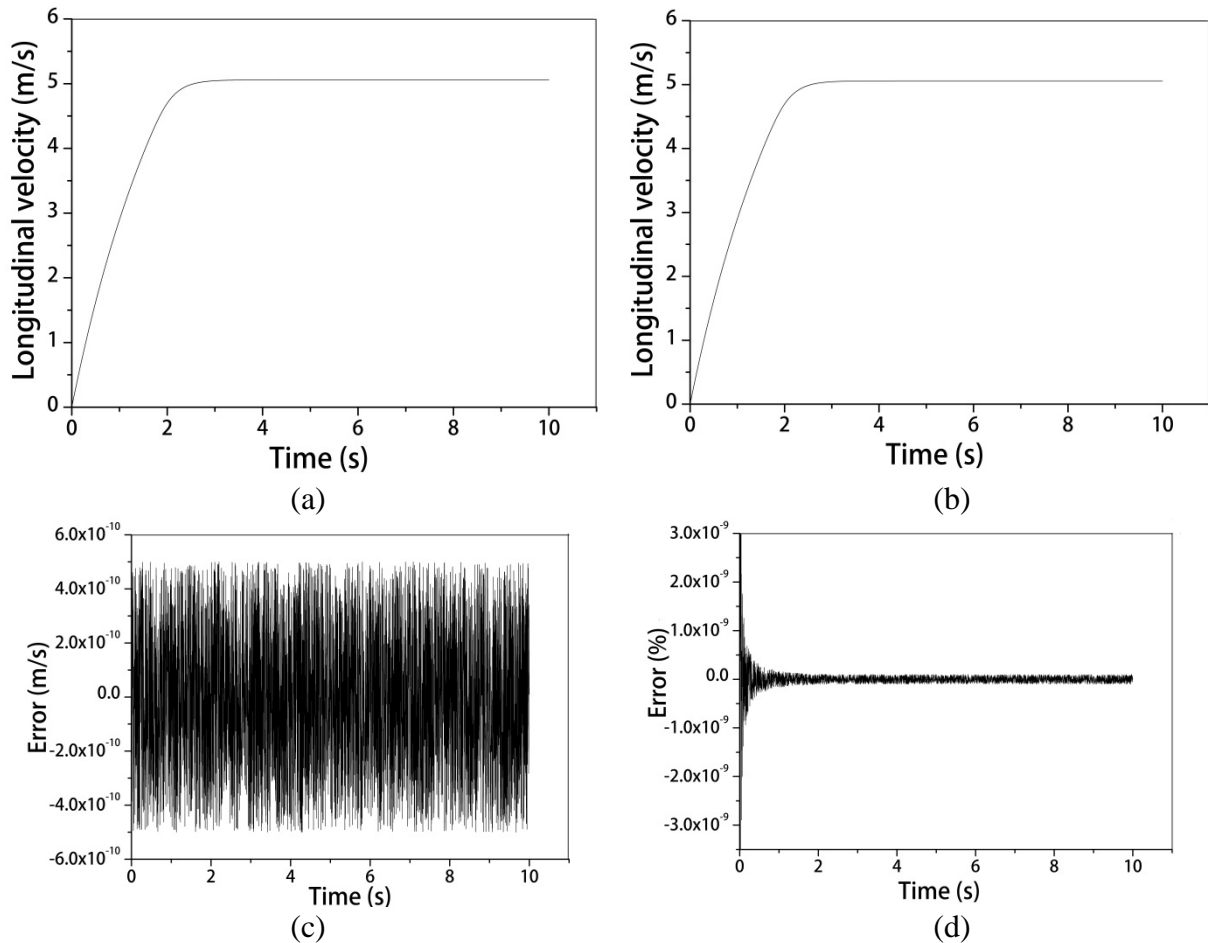 6
5
4
3
2
1
0
Longitudinal velocity (m/s)
0 2 4 6 8 10
Time (s)
(a)
6
5
4
3
2
1
0
Longitudinal velocity (m/s)
0 2 4 6 8 10
Time (s)
(b)
6.0x10⁻¹⁰
4.0x10⁻¹⁰
2.0x10⁻¹⁰
0.0
-2.0x10⁻¹⁰
-4.0x10⁻¹⁰
-6.0x10⁻¹⁰
Error (m/s)
0 2 4 6 8 10
Time (s)
(c)
3.0x10⁻⁹
2.0x10⁻⁹
1.0x10⁻⁹
0.0
-1.0x10⁻⁹
-2.0x10⁻⁹
-3.0x10⁻⁹
Error (%)
0 2 4 6 8 10
Time (s)
(d)